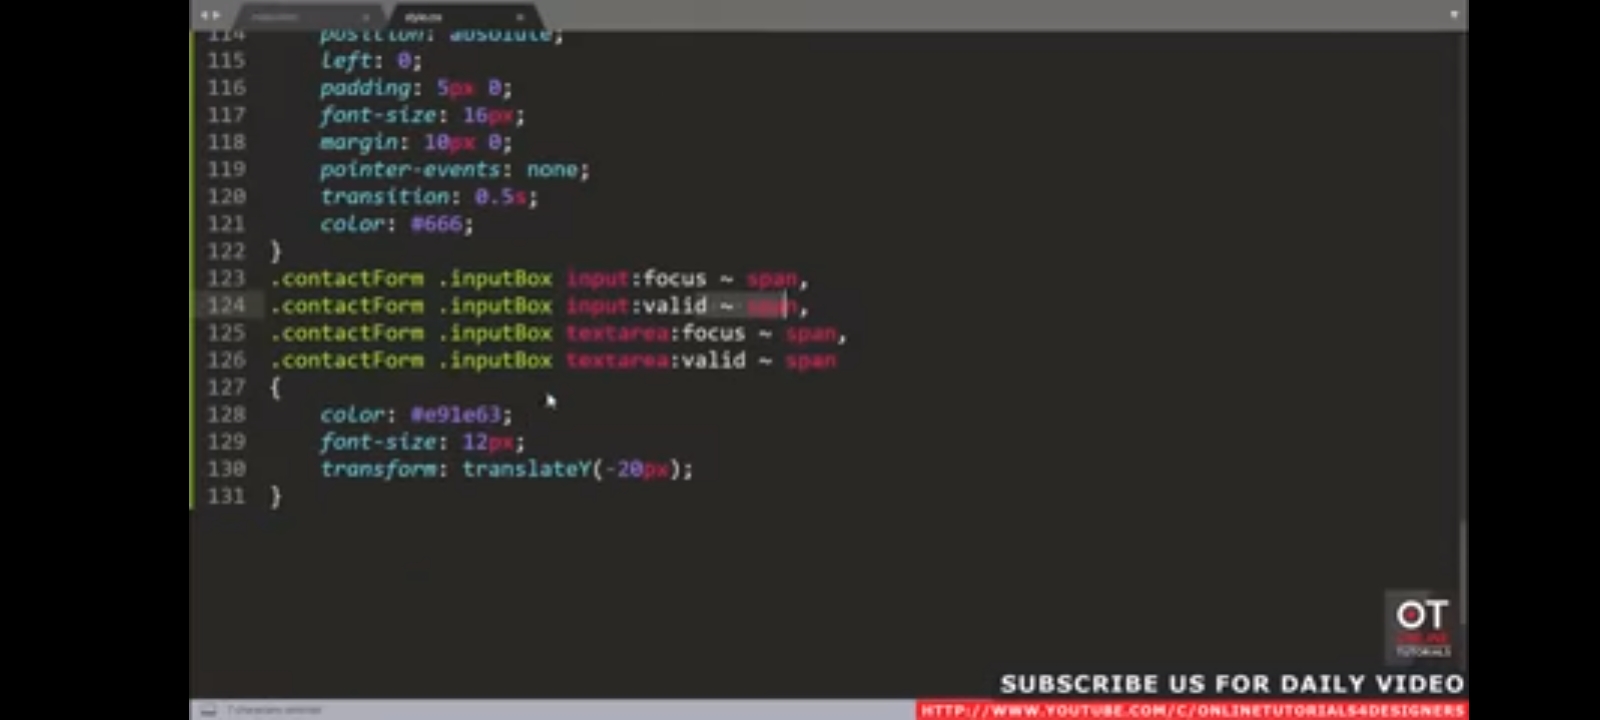 style.css
114 position: absolute;
115 left: 0;
116 padding: 5px 0;
117 font-size: 16px;
118 margin: 10px 0;
119 pointer-events: none;
120 transition: 0.5s;
121 color: #666;
122 }
123 .contactForm .inputBox input:focus ~ span,
124 .contactForm .inputBox input:valid ~ span,
125 .contactForm .inputBox textarea:focus ~ span,
126 .contactForm .inputBox textarea:valid ~ span
127 {
128 color: #e91e63;
129 font-size: 12px;
130 transform: translateY(-20px);
131 }
OT
ONLINE
TUTORIALS
SUBSCRIBE US FOR DAILY VIDEO
HTTP://WWW.YOUTUBE.COM/C/ONLINETUTORIALS4DESIGNERS